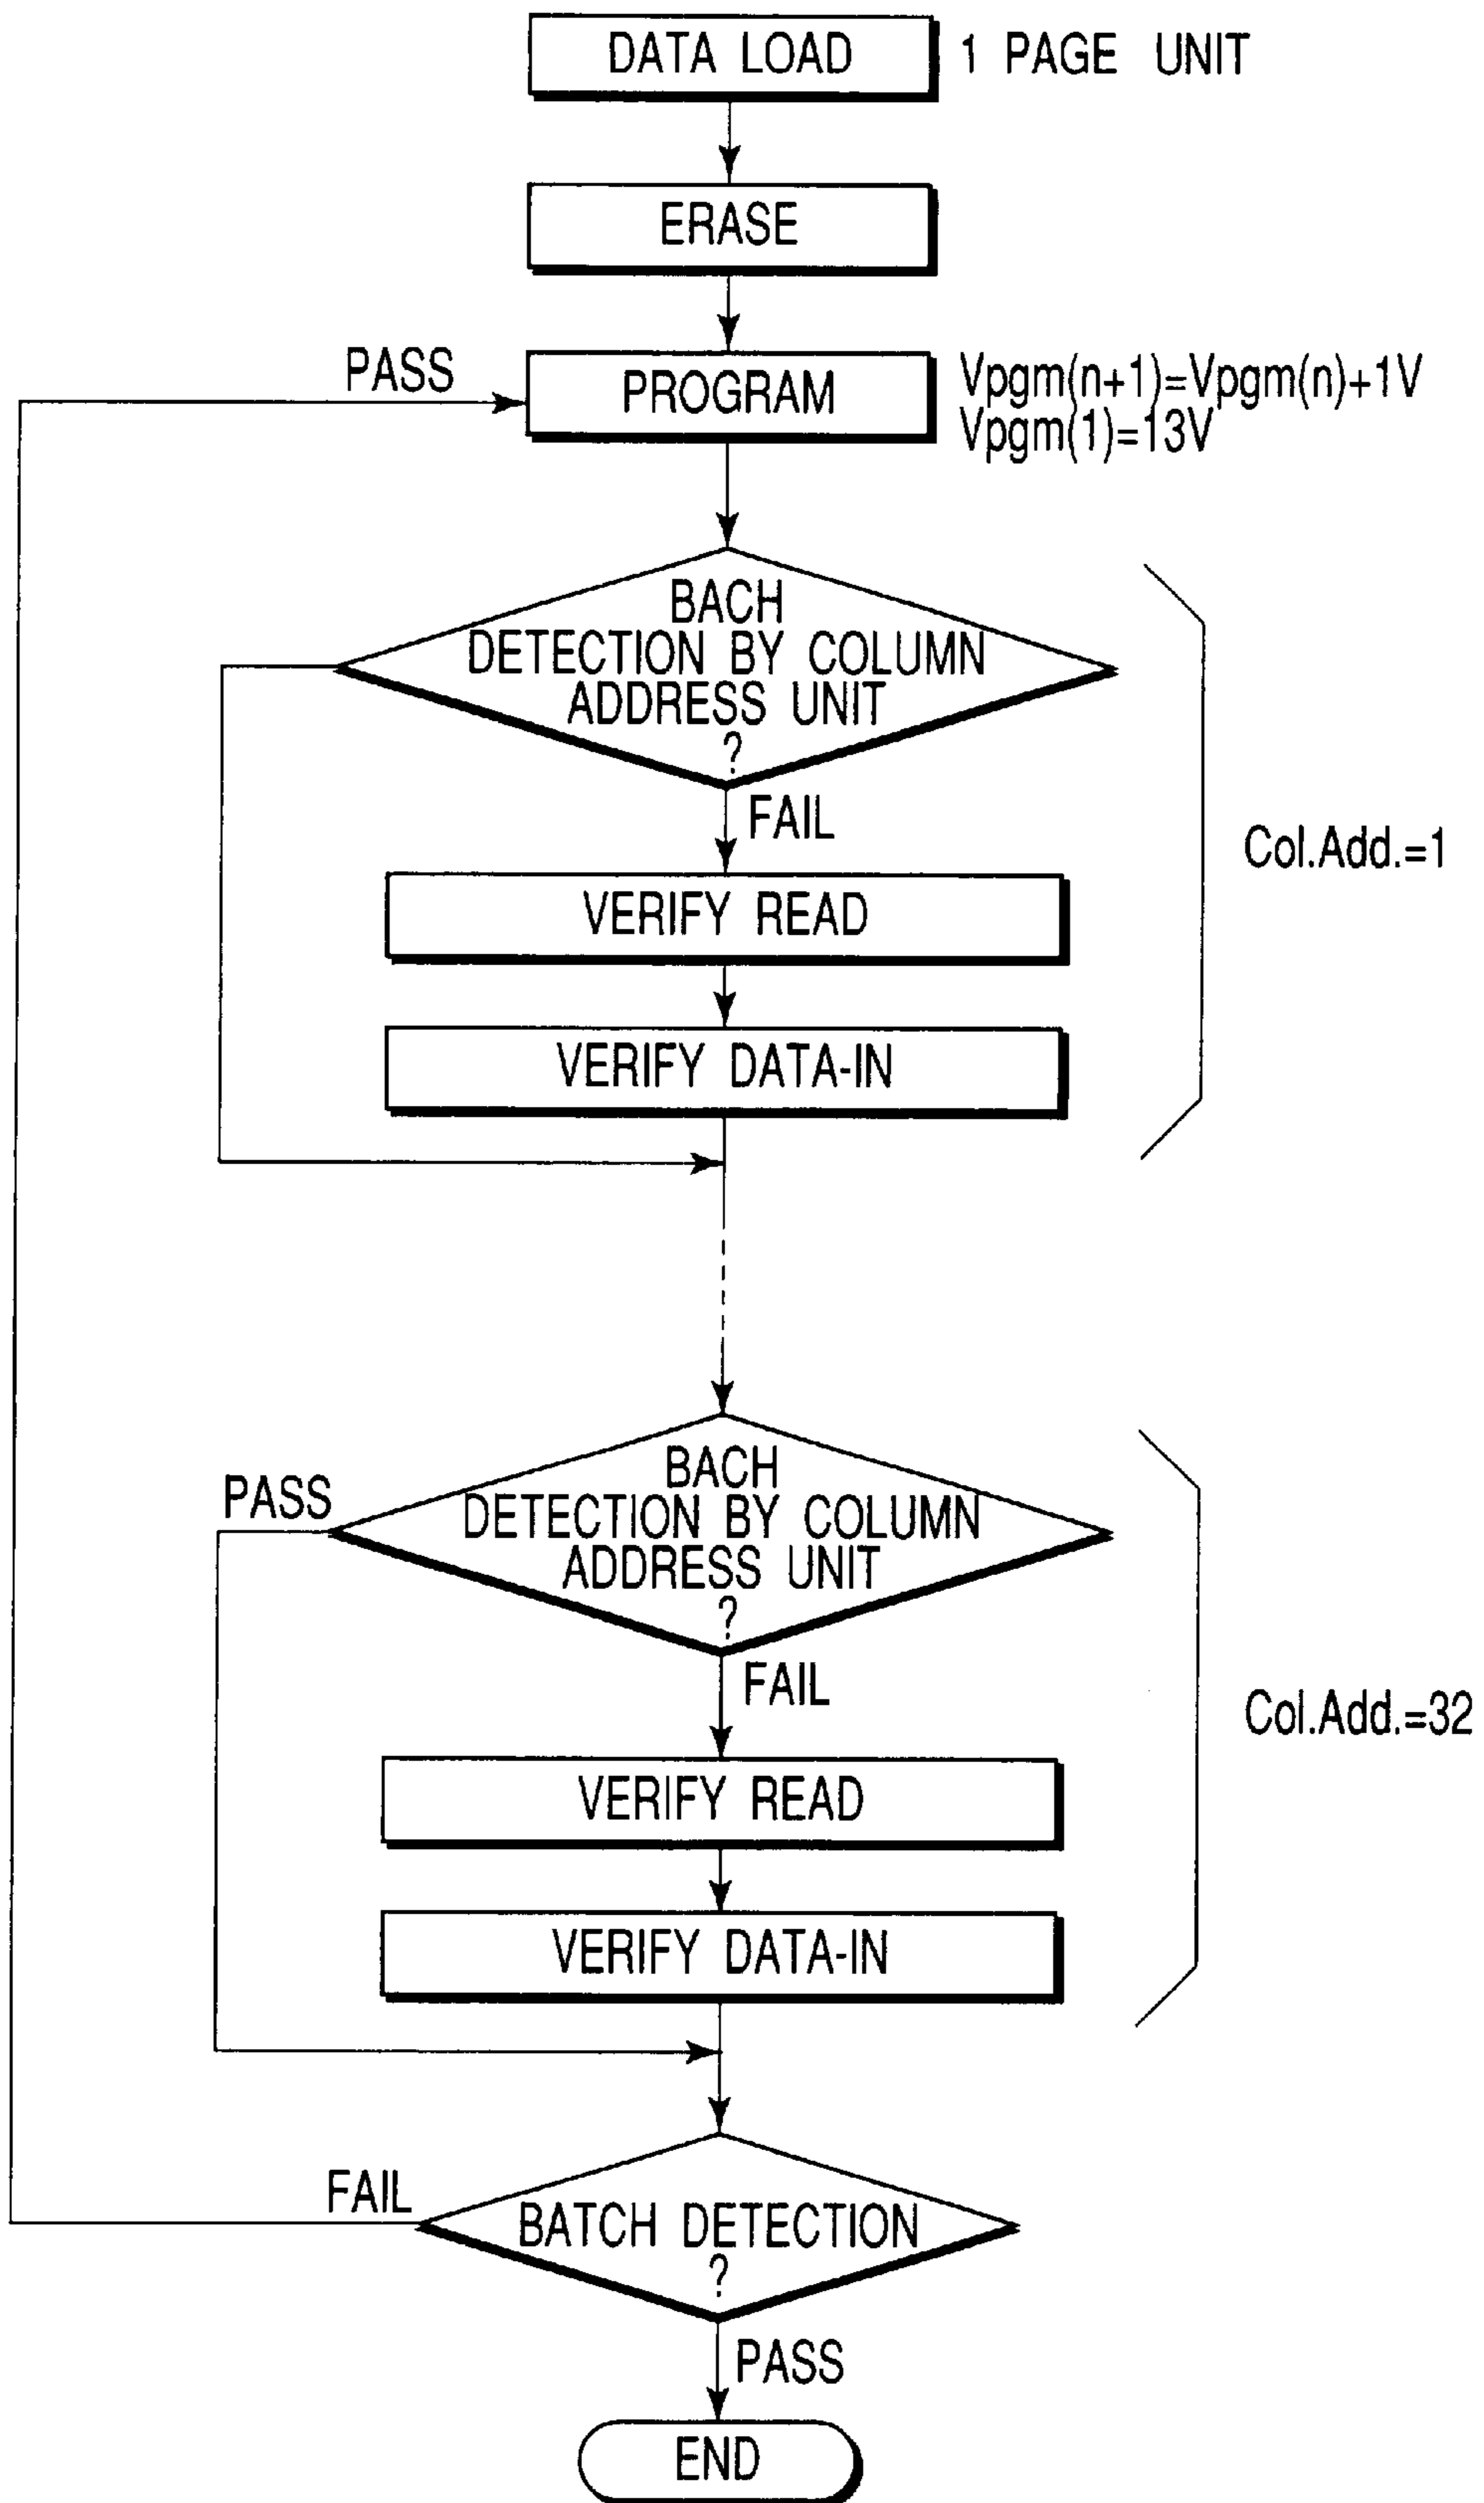 DATA LOAD
1 PAGE UNIT
ERASE
PASS
PROGRAM
Vpgm(n+1)=Vpgm(n)+1V
Vpgm(1)=13V
BACH
DETECTION BY COLUMN
ADDRESS UNIT
?
FAIL
Col.Add.=1
VERIFY READ
VERIFY DATA-IN
BACH
PASS
DETECTION BY COLUMN
ADDRESS UNIT
?
FAIL
Col.Add.=32
VERIFY READ
VERIFY DATA-IN
FAIL
BATCH DETECTION
?
PASS
END